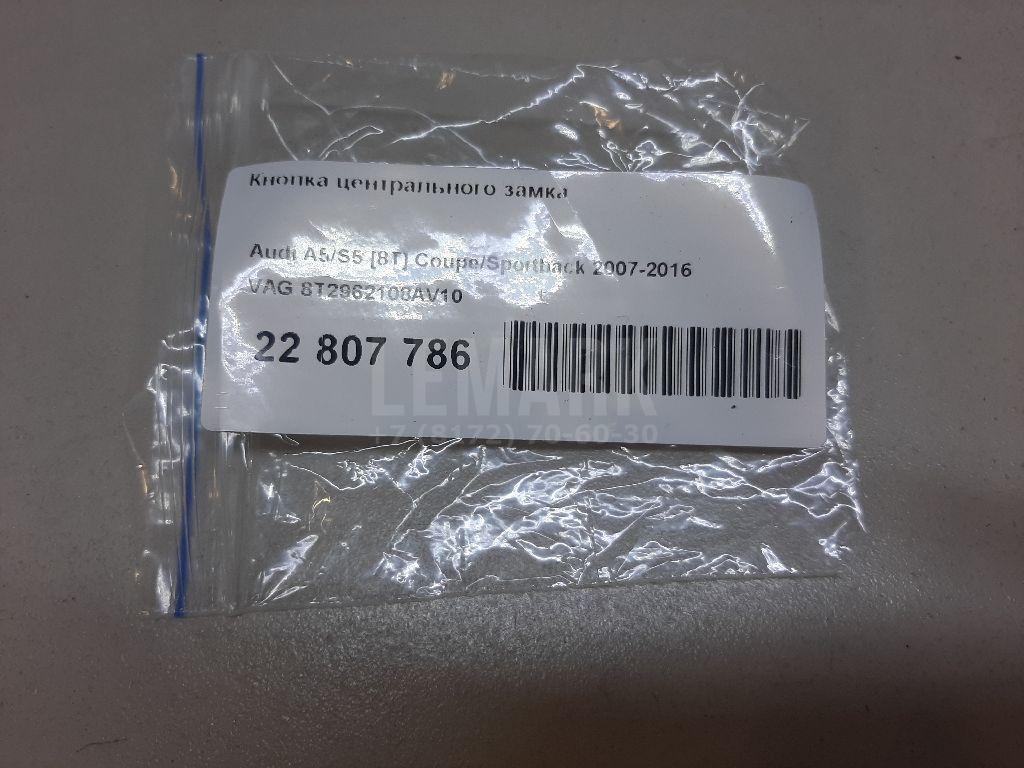 Кнопка центрального замка
Audi A5/S5 [8T] Coupe/Sportback 2007-2016
VAG 8T2962108AV10
22 807 786
LEMARK
+7 (8172) 70-60-30